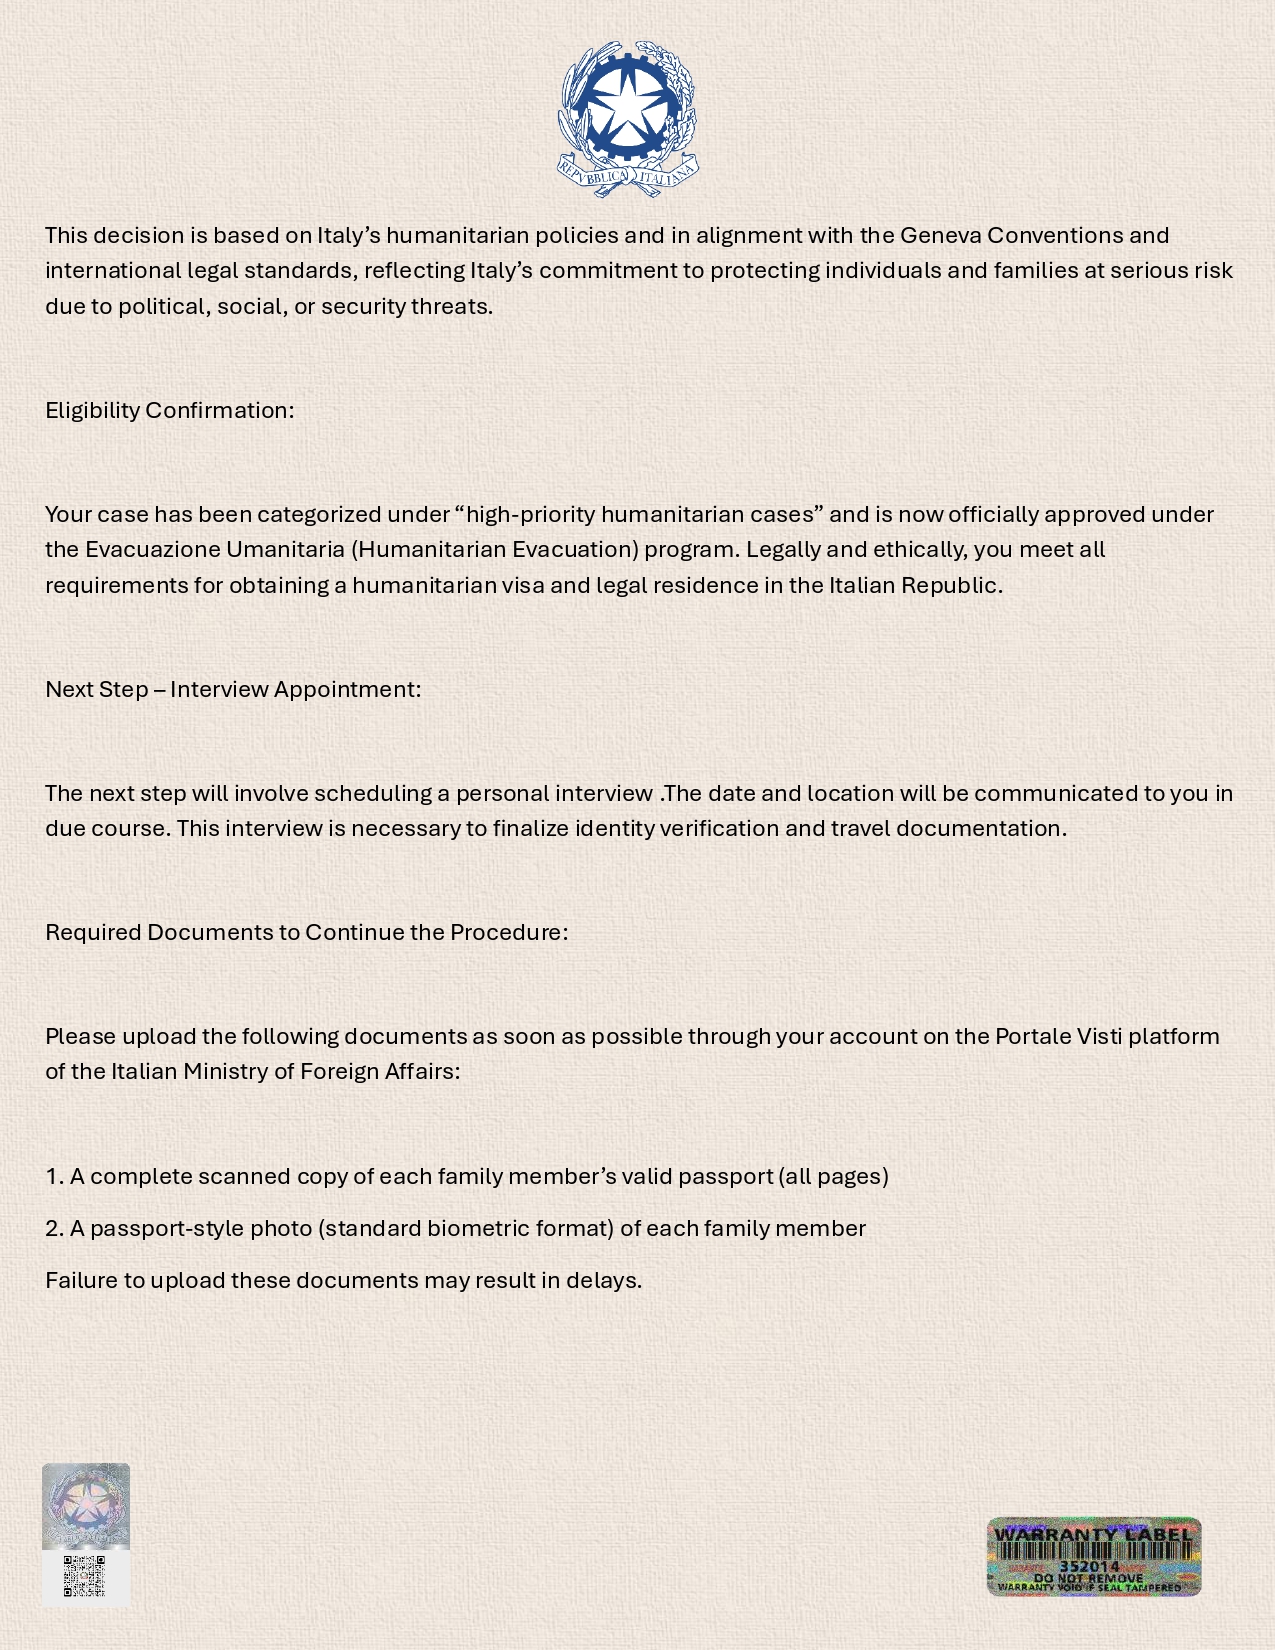 REPVBBLICA ITALIANA
This decision is based on Italy’s humanitarian policies and in alignment with the Geneva Conventions and
international legal standards, reflecting Italy’s commitment to protecting individuals and families at serious risk
due to political, social, or security threats.
Eligibility Confirmation:
Your case has been categorized under “high-priority humanitarian cases” and is now officially approved under
the Evacuazione Umanitaria (Humanitarian Evacuation) program. Legally and ethically, you meet all
requirements for obtaining a humanitarian visa and legal residence in the Italian Republic.
Next Step – Interview Appointment:
The next step will involve scheduling a personal interview .The date and location will be communicated to you in
due course. This interview is necessary to finalize identity verification and travel documentation.
Required Documents to Continue the Procedure:
Please upload the following documents as soon as possible through your account on the Portale Visti platform
of the Italian Ministry of Foreign Affairs:
1. A complete scanned copy of each family member’s valid passport (all pages)
2. A passport-style photo (standard biometric format) of each family member
Failure to upload these documents may result in delays.
WARRANTY LABEL
352014
DO NOT REMOVE
WARRANTY VOID IF SEAL TAMPERED